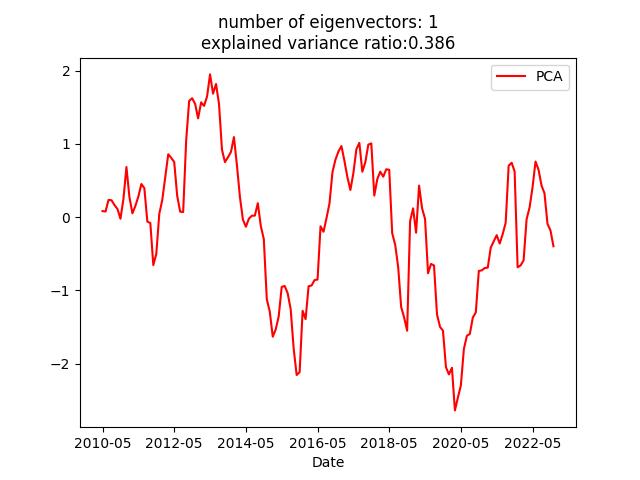 number of eigenvectors: 1
explained variance ratio:0.386
PCA
2
1
0
−1
−2
2010-05 2012-05 2014-05 2016-05 2018-05 2020-05 2022-05
Date